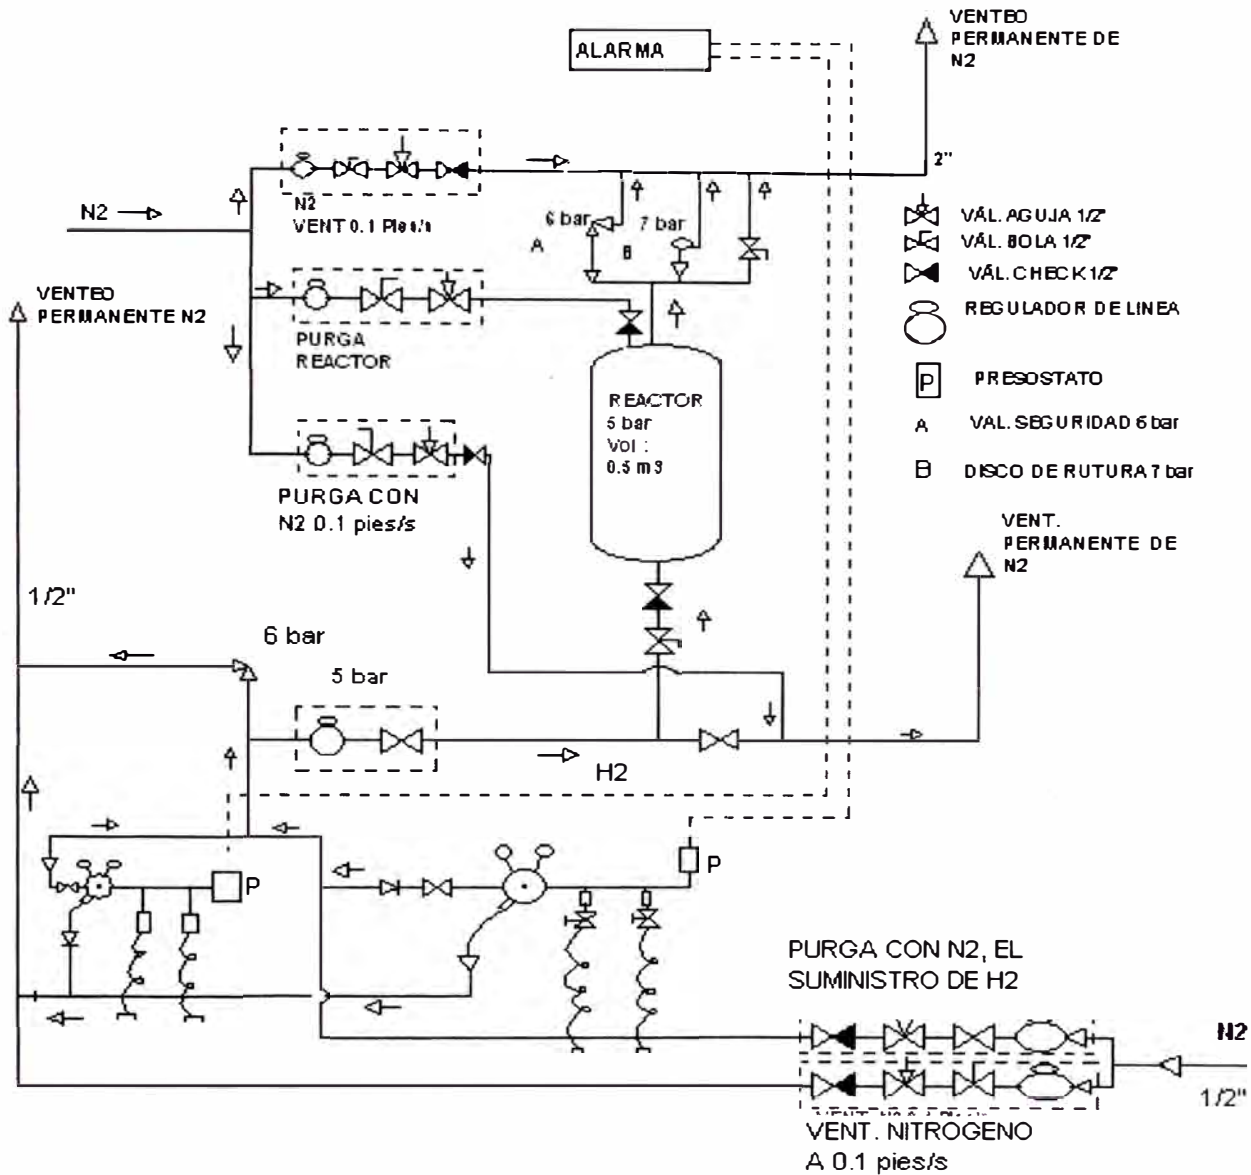 VENTEO
PERMANENTE DE
N2
ALARMA
2"
N2
N2
VENT 0.1 Pies/s
6 bar
7 bar
A
B
VÁL. AGUJA 1/2"
VÁL. BOLA 1/2"
VÁL. CHECK 1/2"
REGULADOR DE LINEA
P
PRESOSTATO
A
VAL. SEGURIDAD 6 bar
B
DISCO DE RUTURA 7 bar
VENTEO
PERMANENTE N2
PURGA
REACTOR
REACTOR
5 bar
Vol :
0.5 m3
PURGA CON
N2 0.1 pies/s
VENT.
PERMANENTE DE
N2
1/2"
6 bar
5 bar
H2
P
P
PURGA CON N2, EL
SUMINISTRO DE H2
N2
1/2"
VENT. NITROGENO
A 0.1 pies/s